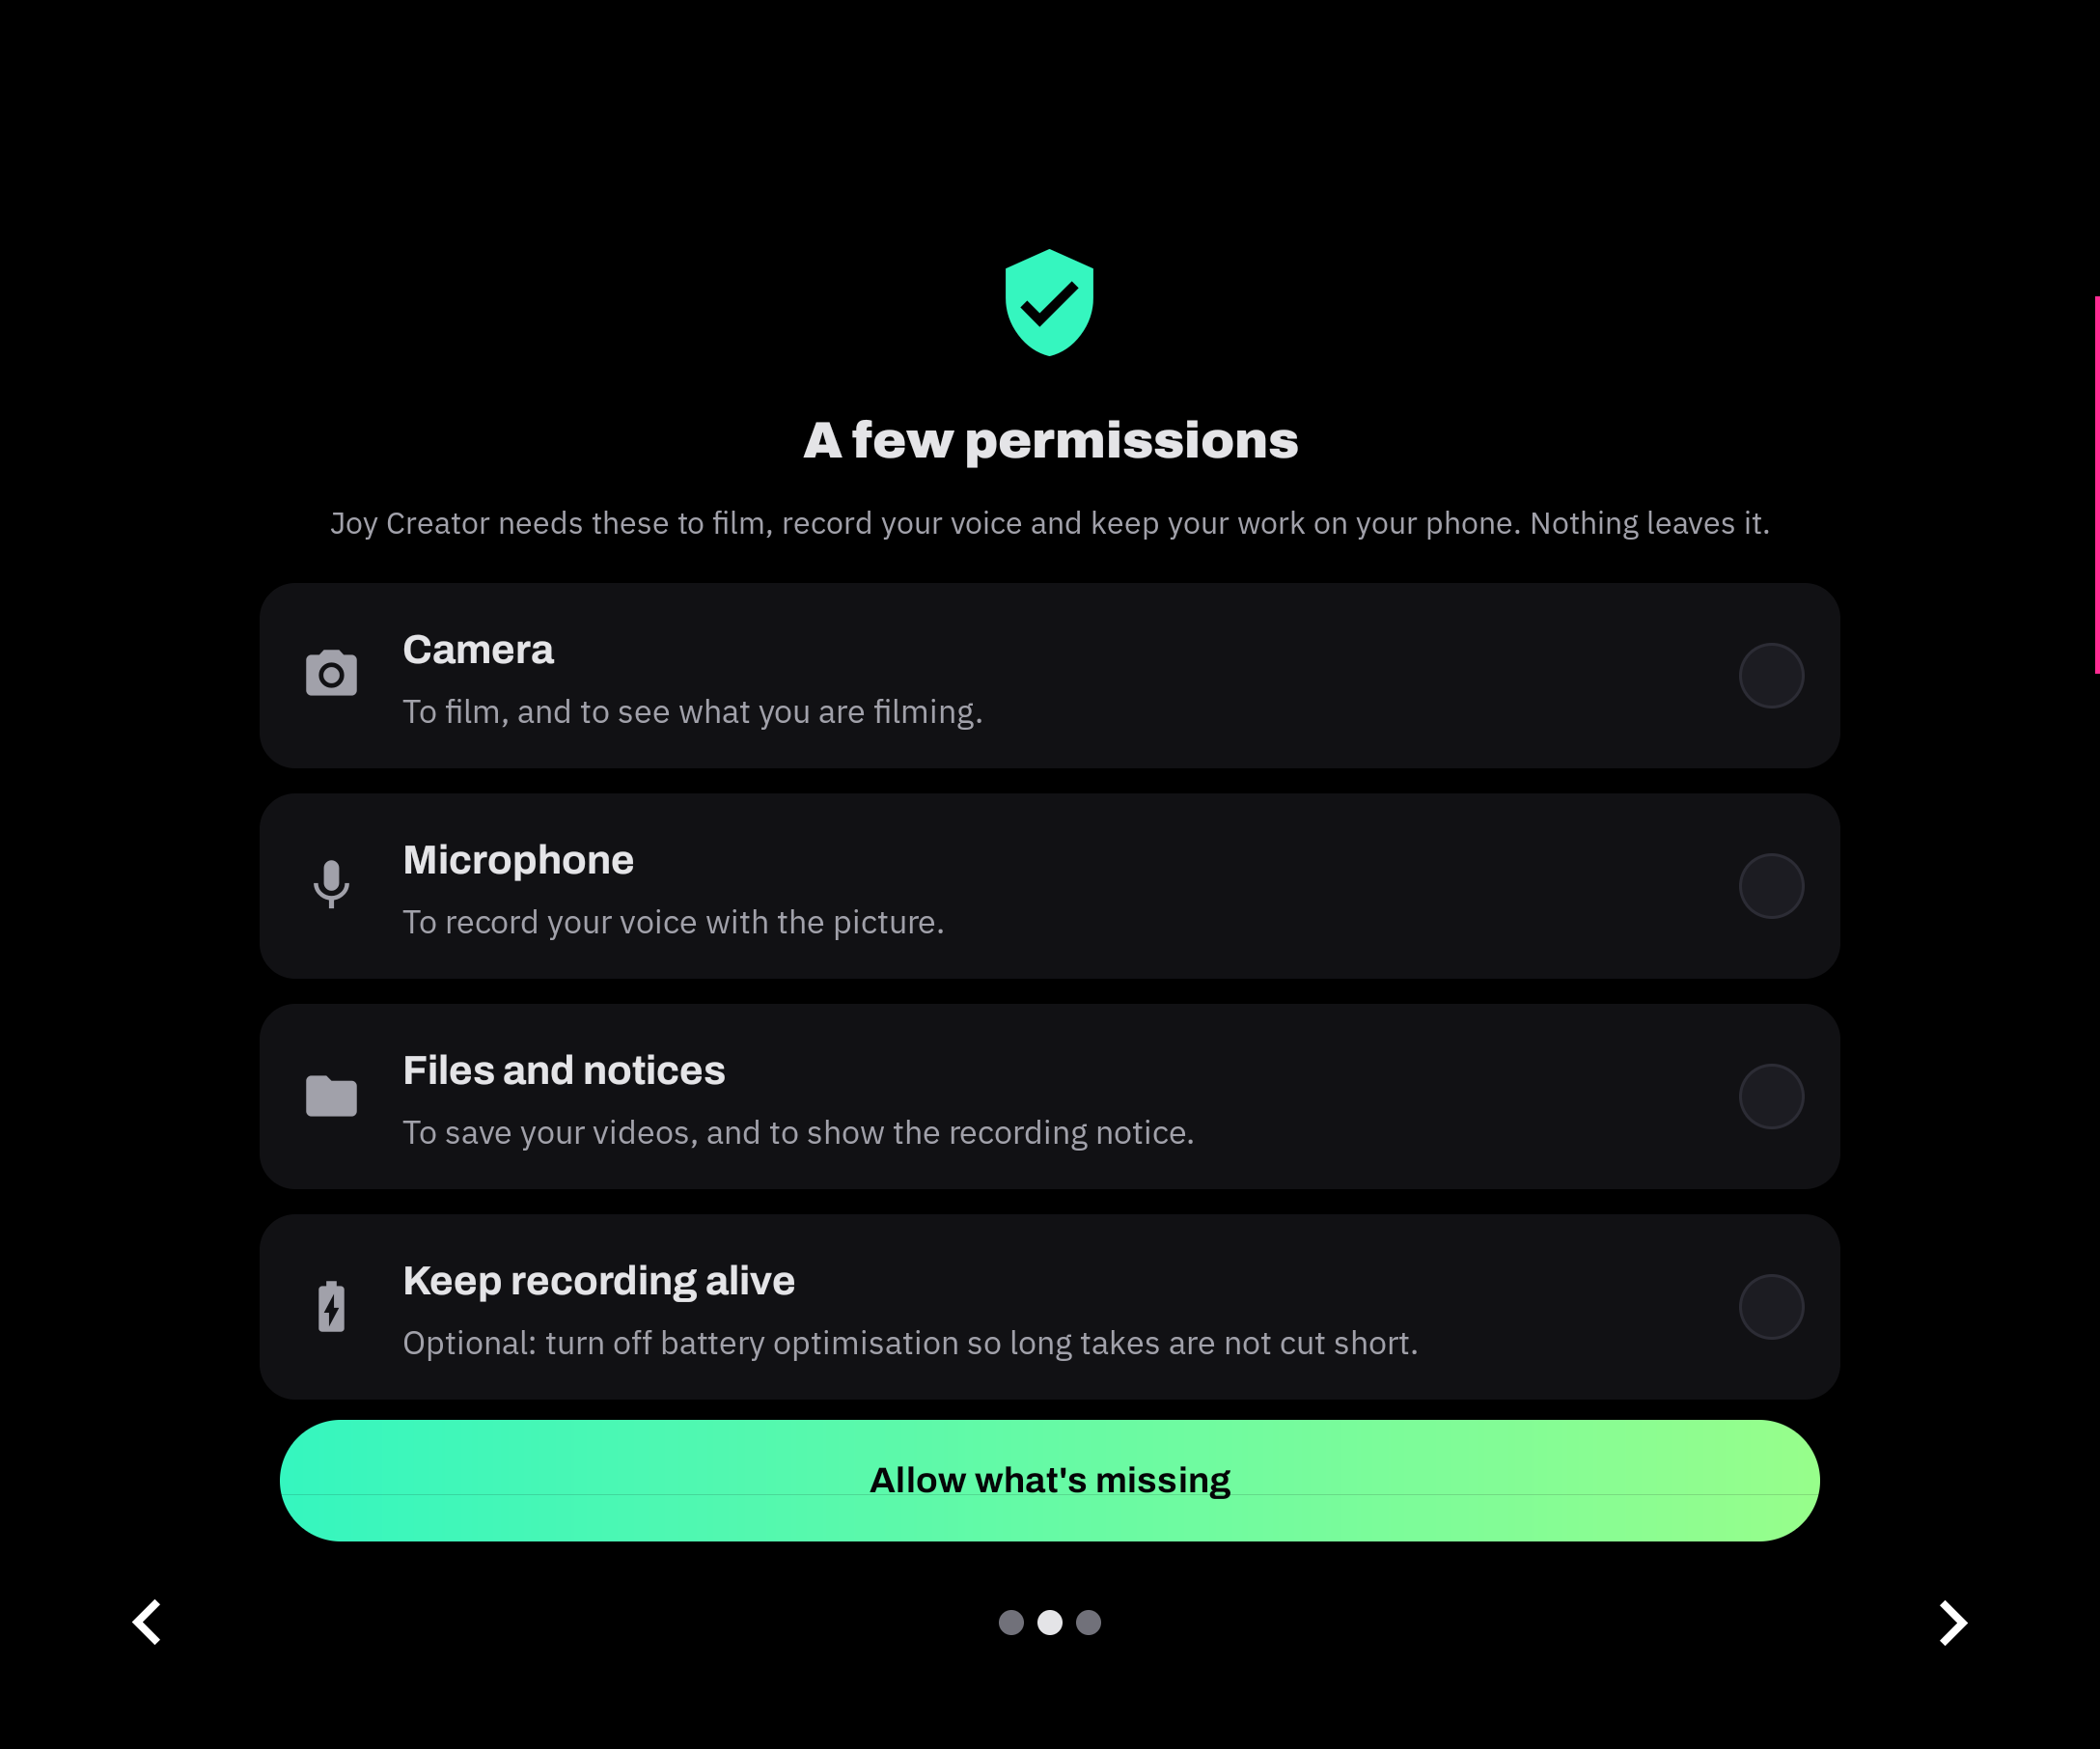 A few permissions
Joy Creator needs these to film, record your voice and keep your work on your phone. Nothing leaves it.
Camera
To film, and to see what you are filming.
Microphone
To record your voice with the picture.
Files and notices
To save your videos, and to show the recording notice.
Keep recording alive
Optional: turn off battery optimisation so long takes are not cut short.
Allow what's missing